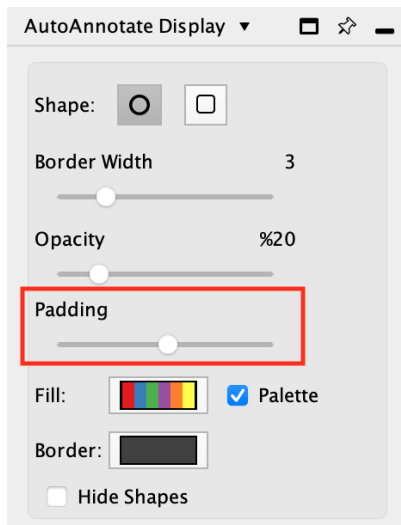 AutoAnnotate Display
Shape:
Border Width 3
Opacity %20
Padding
Fill: Palette
Border:
Hide Shapes